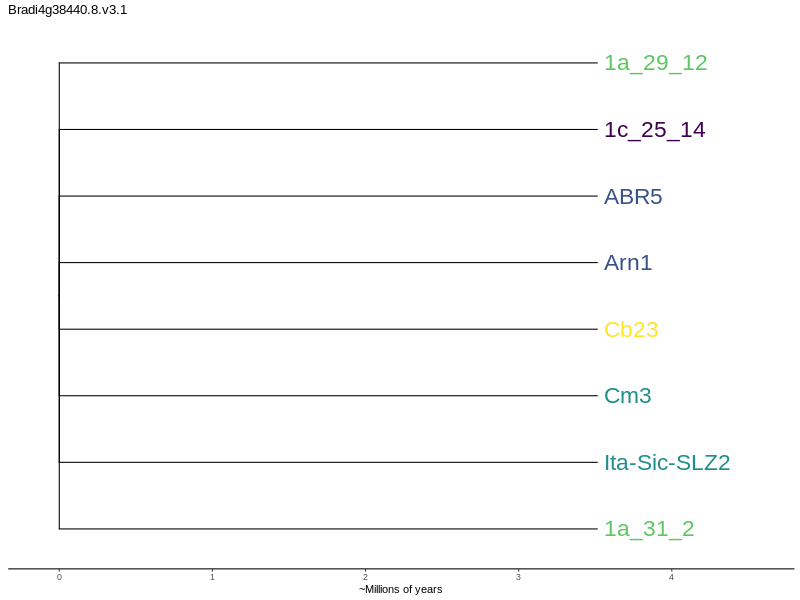 Bradi4g38440.8.v3.1
1a_29_12
1c_25_14
ABR5
Arn1
Cb23
Cm3
Ita-Sic-SLZ2
1a_31_2
0 1 2 3 4
~Millions of years